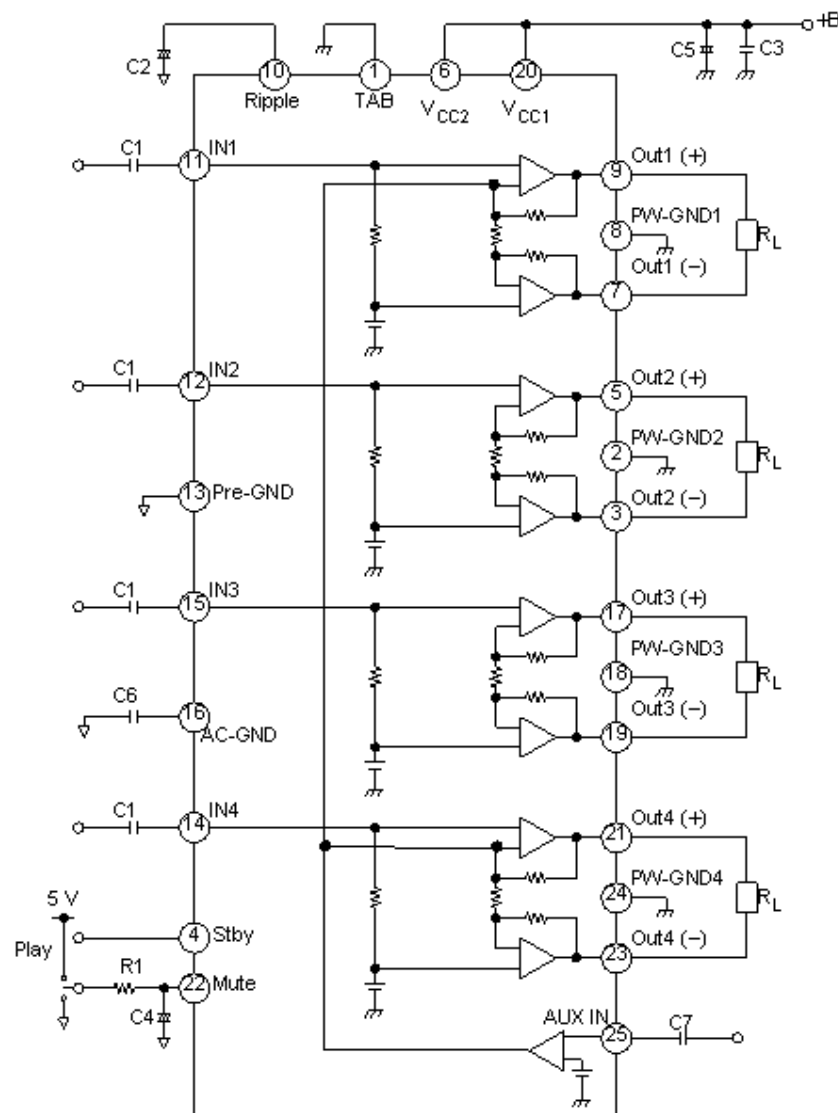 +B
C2
C5
C3
10
1
6
20
Ripple
TAB
VCC2
VCC1
C1
11
IN1
9
Out1 (+)
8
PW-GND1
RL
7
Out1 (−)
C1
12
IN2
5
Out2 (+)
2
PW-GND2
RL
13
Pre-GND
3
Out2 (−)
C1
15
IN3
17
Out3 (+)
18
PW-GND3
RL
C6
16
AC-GND
19
Out3 (−)
C1
14
IN4
21
Out4 (+)
24
PW-GND4
RL
5 V
4
Stby
23
Out4 (−)
Play
R1
22
Mute
C4
AUX IN
25
C7